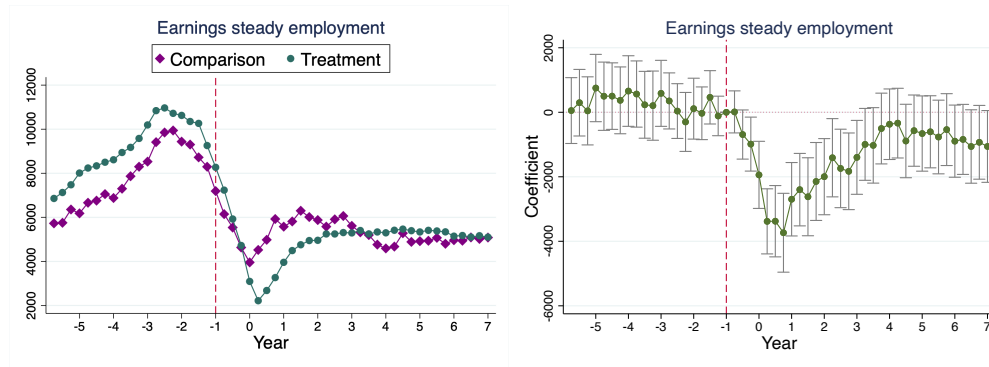 Earnings steady employment
Comparison Treatment
12000
10000
8000
6000
4000
2000
-5 -4 -3 -2 -1 0 1 2 3 4 5 6 7
Year
Earnings steady employment
Coefficient
2000
0
-2000
-4000
-6000
-5 -4 -3 -2 -1 0 1 2 3 4 5 6 7
Year